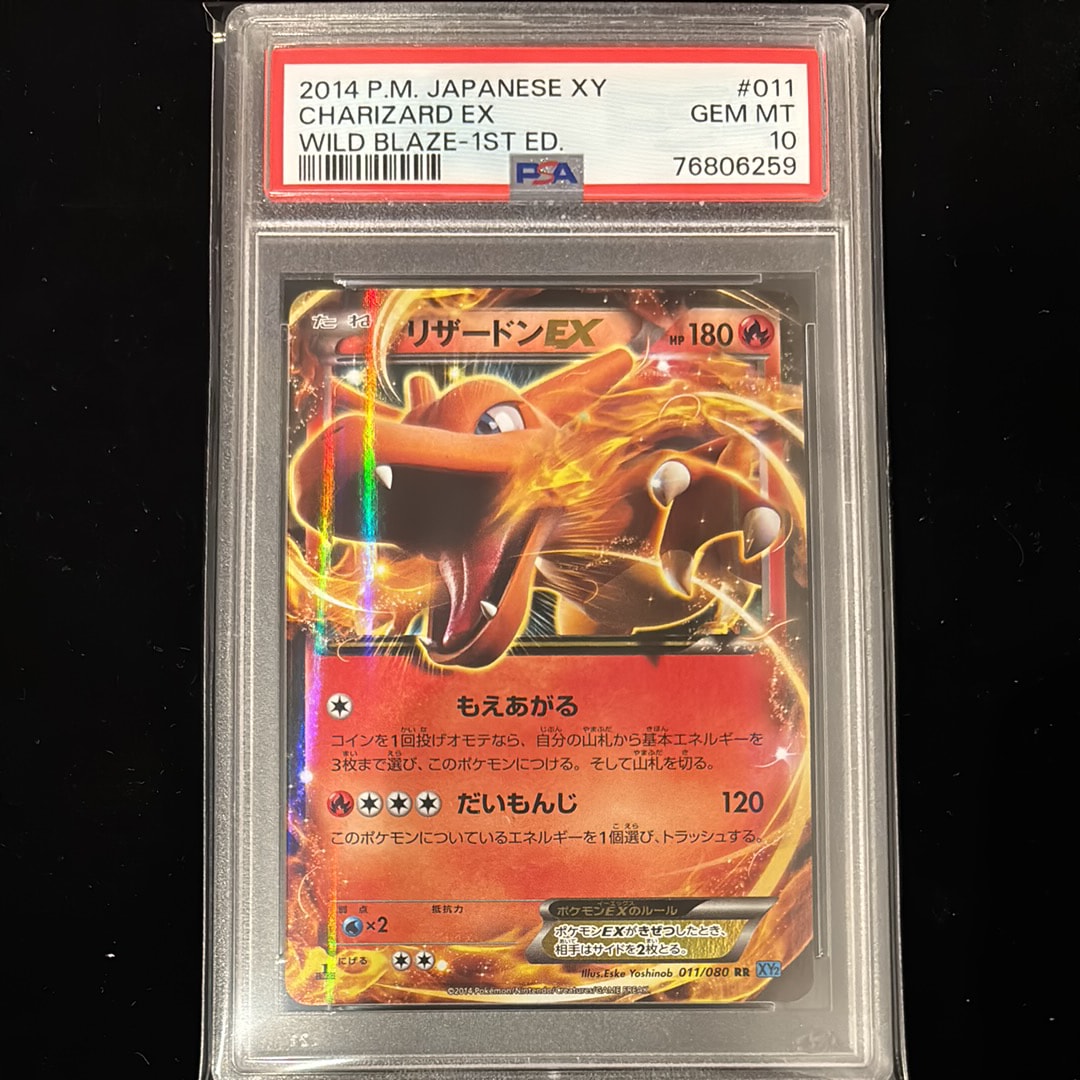 2014 P.M. JAPANESE XY #011
CHARIZARD EX GEM MT
WILD BLAZE-1ST ED. 10
PSA 76806259
たね リザードンEX HP180
もえあがる
コインを1回投げオモテなら、自分の山札から基本エネルギーを
3枚まで選び、このポケモンにつける。そして山札を切る。
だいもんじ 120
このポケモンについているエネルギーを1個選び、トラッシュする。
弱点 抵抗力
×2
にげる
ポケモンEXのルール
ポケモンEXがきぜつしたとき、
相手はサイドを2枚とる。
Illus.Eske Yoshinob 011/080 RR XY2
©2014 Pokémon/Nintendo/Creatures/GAME FREAK.